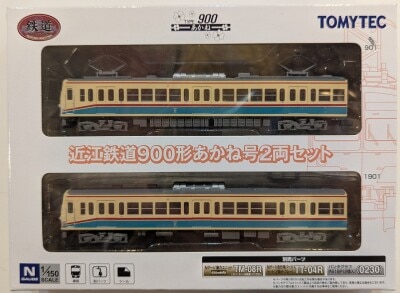 鉄道
TYPE 900
あかね
TOMYTEC
901
近江鉄道900形あかね号2両セット
1901
N
GAUGE
1/150
SCALE
別売パーツ
TM-08R
TT-04R
0230